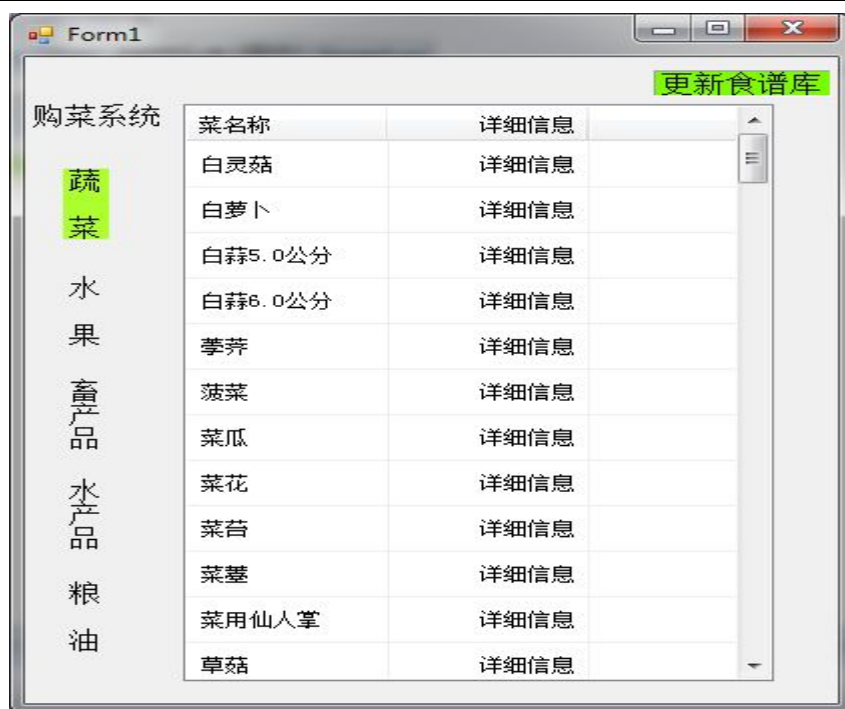 Form1
更新食谱库
购菜系统
蔬菜
水果
畜产品
水产品
粮油
菜名称 详细信息
白灵菇 详细信息
白萝卜 详细信息
白蒜5.0公分 详细信息
白蒜6.0公分 详细信息
荸荠 详细信息
菠菜 详细信息
菜瓜 详细信息
菜花 详细信息
菜苔 详细信息
菜薹 详细信息
菜用仙人掌 详细信息
草菇 详细信息